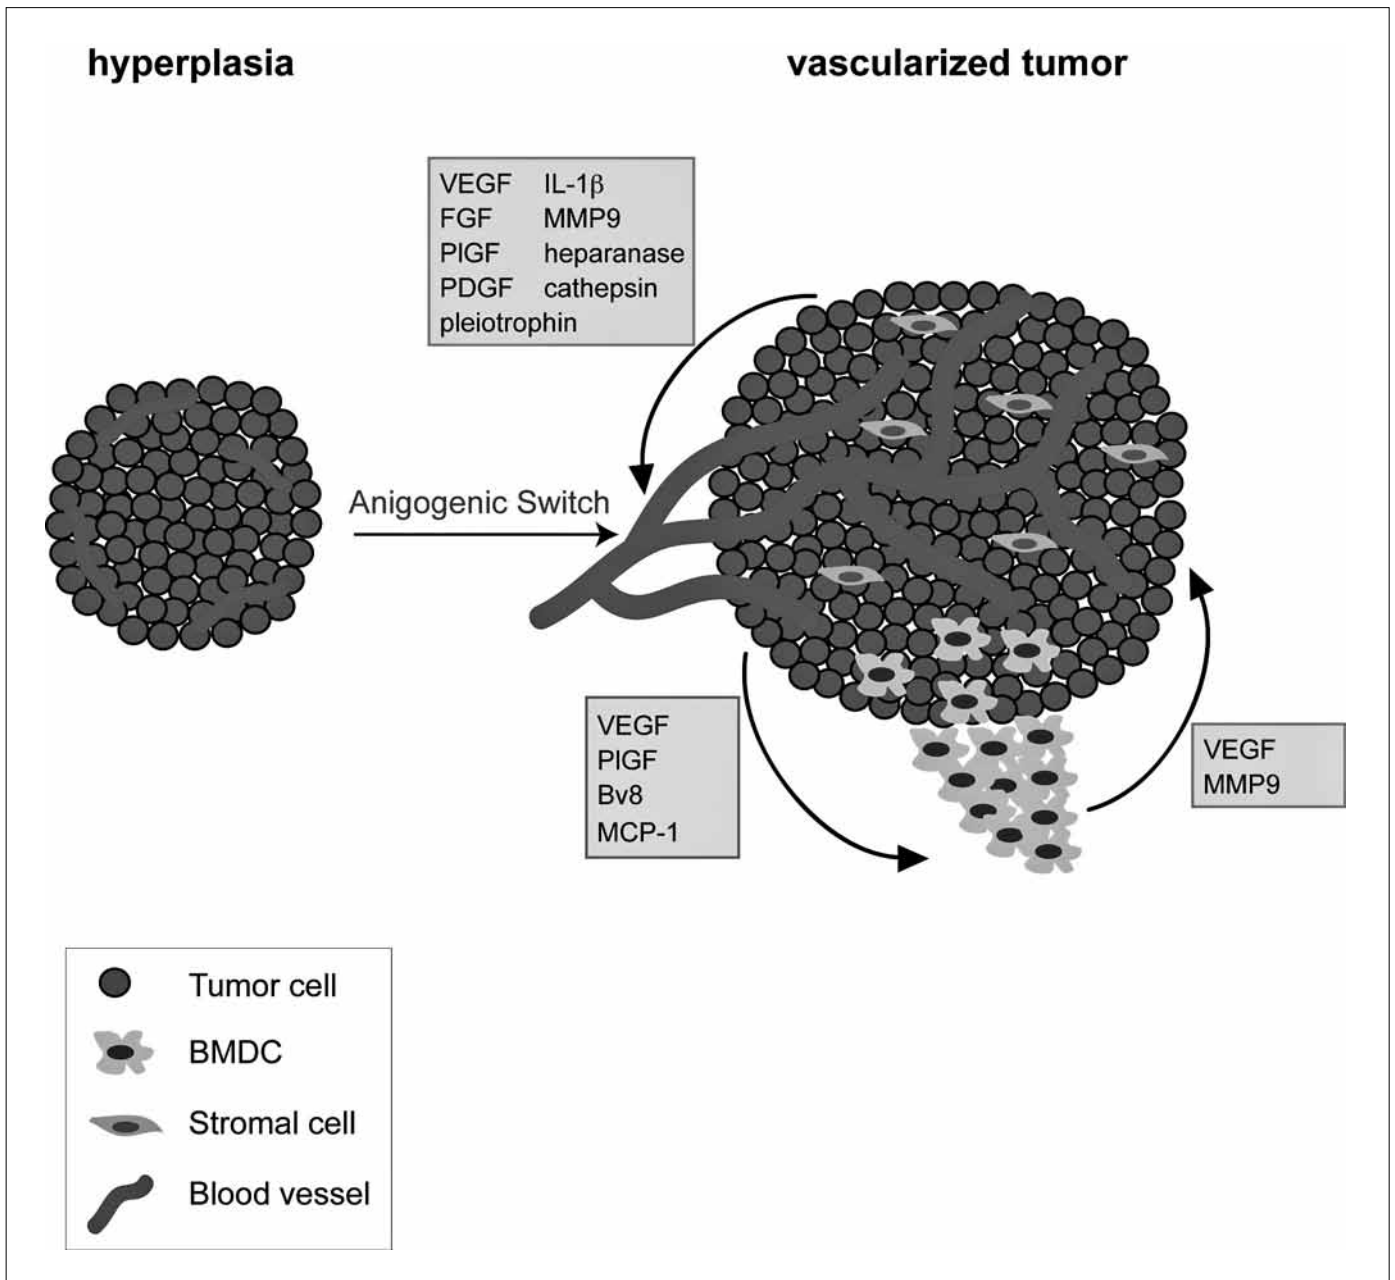 hyperplasia
vascularized tumor
VEGF IL-1β
FGF MMP9
PlGF heparanase
PDGF cathepsin
pleiotrophin
Anigogenic Switch
VEGF
PlGF
Bv8
MCP-1
VEGF
MMP9
Tumor cell
BMDC
Stromal cell
Blood vessel